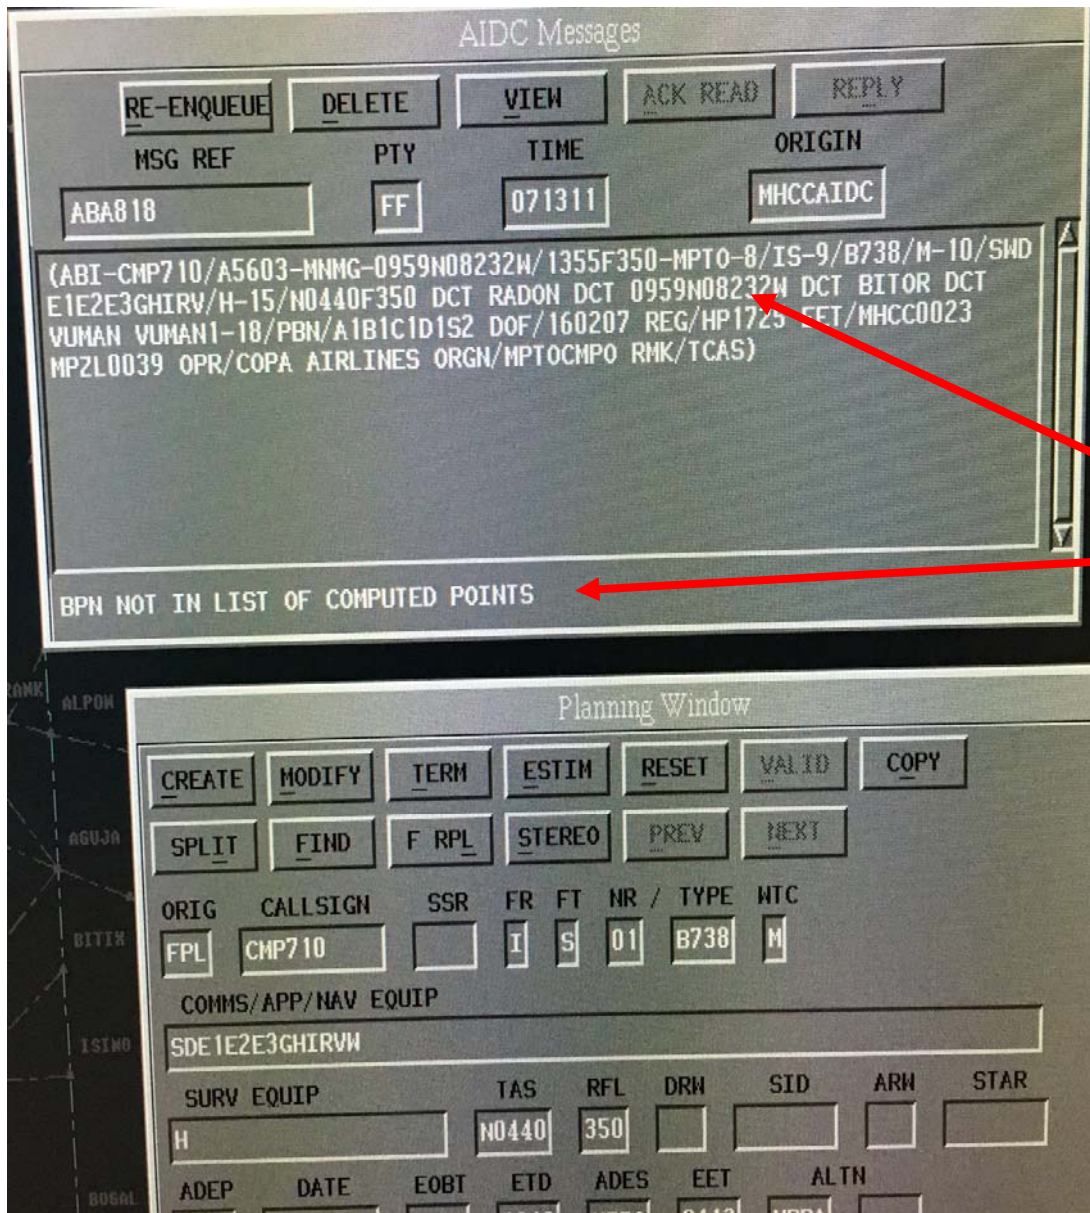 AIDC Messages
RE-ENQUEUE DELETE VIEW ACK READ REPLY
MSG REF PTY TIME ORIGIN
ABA818 FF 071311 MHCCAIDC
(ABI-CMP710/A5603-MNMG-0959N08232W/1355F350-MPTO-8/IS-9/B738/M-10/SWD
E1E2E3GHIRV/H-15/N0440F350 DCT RADON DCT 0959N08232W DCT BITOR DCT
VUMAN VUMAN1-18/PBN/A1B1C1D1S2 DOF/160207 REG/HP1725 EET/MHCC0023
MPZL0039 OPR/COPA AIRLINES ORGN/MPTOCMPO RMK/TCAS)
BPN NOT IN LIST OF COMPUTED POINTS
ALPOW
Planning Window
CREATE MODIFY TERM ESTIM RESET VALID COPY
AGUJA
SPLIT FIND F RPL STEREO PREV NEXT
ORIG CALLSIGN SSR FR FT NR / TYPE WTC
BITIX
FPL CMP710 I S 01 B738 M
COMMS/APP/NAV EQUIP
ISIMO
SDE1E2E3GHIRVW
SURV EQUIP TAS RFL DRW SID ARW STAR
H N0440 350
BOGAL
ADEP DATE EOBT ETD ADES EET ALTN